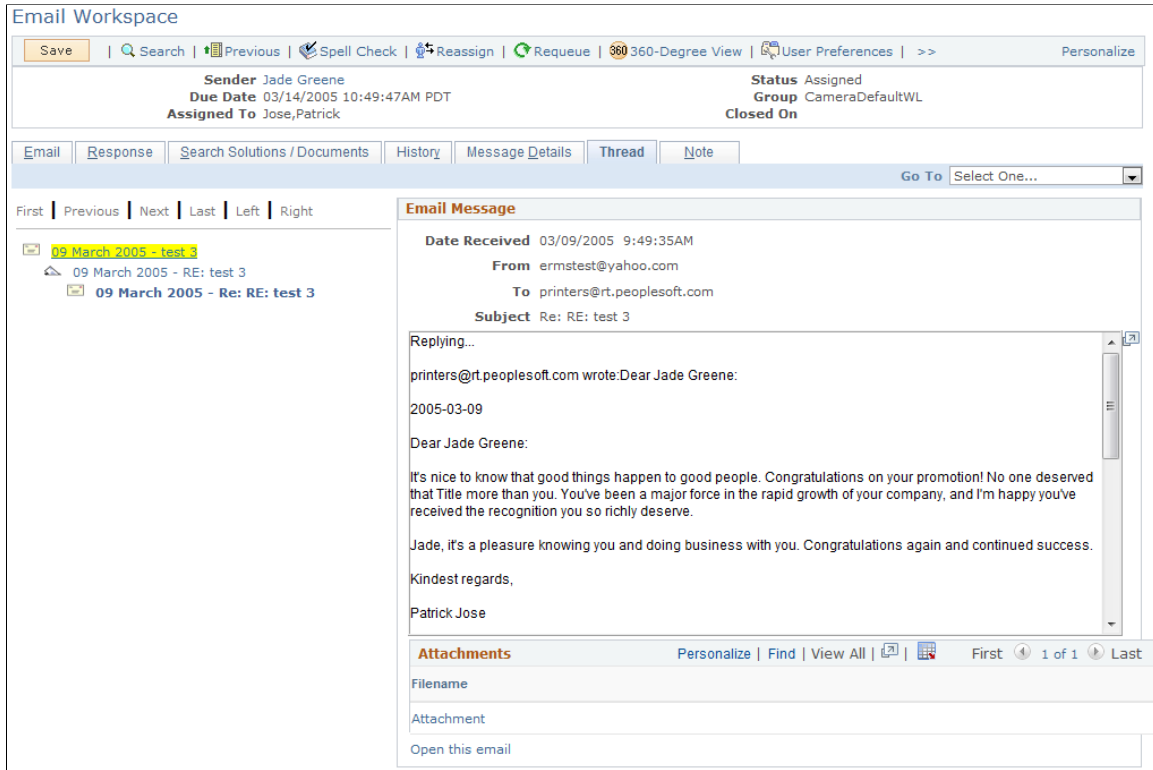 Email Workspace
Save | Search | Previous | Spell Check | Reassign | Requeue | 360 360-Degree View | User Preferences | >> Personalize
Sender Jade Greene Status Assigned
Due Date 03/14/2005 10:49:47AM PDT Group CameraDefaultWL
Assigned To Jose,Patrick Closed On
Email Response Search Solutions / Documents History Message Details Thread Note
Go To Select One...
First | Previous | Next | Last | Left | Right
09 March 2005 - test 3
09 March 2005 - RE: test 3
09 March 2005 - Re: RE: test 3
Email Message
Date Received 03/09/2005 9:49:35AM
From ermstest@yahoo.com
To printers@rt.peoplesoft.com
Subject Re: RE: test 3
Replying...
printers@rt.peoplesoft.com wrote:Dear Jade Greene:
2005-03-09
Dear Jade Greene:
It's nice to know that good things happen to good people. Congratulations on your promotion! No one deserved
that Title more than you. You've been a major force in the rapid growth of your company, and I'm happy you've
received the recognition you so richly deserve.
Jade, it's a pleasure knowing you and doing business with you. Congratulations again and continued success.
Kindest regards,
Patrick Jose
Attachments Personalize | Find | View All | | First 1 of 1 Last
Filename
Attachment
Open this email